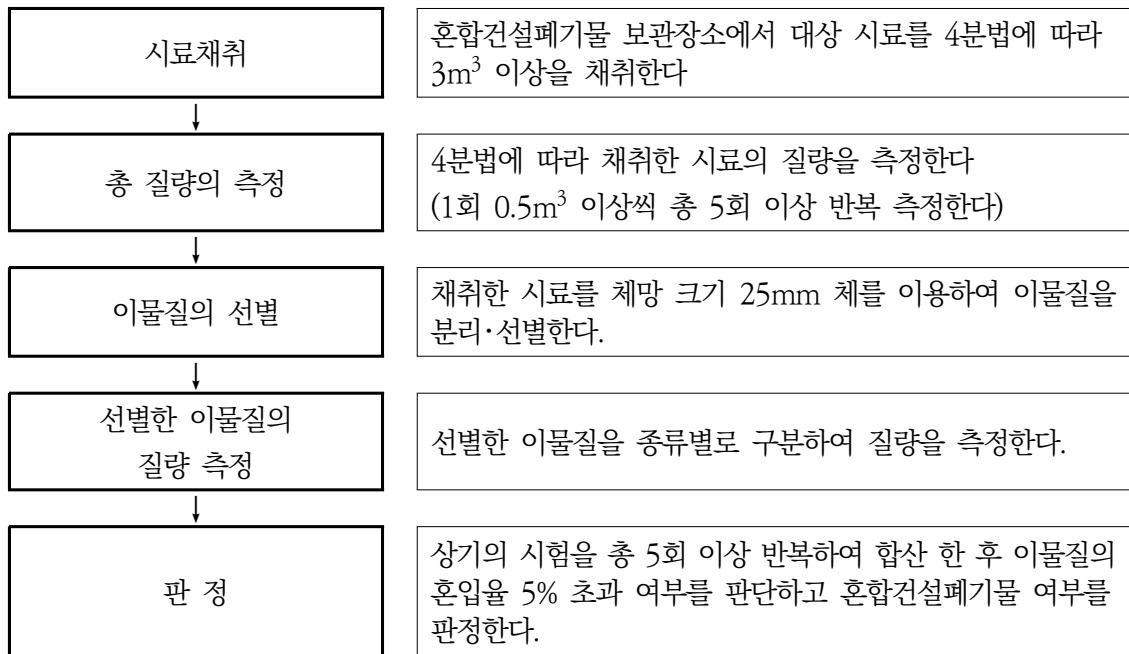 시료채취
혼합건설폐기물 보관장소에서 대상 시료를 4분법에 따라
3m³ 이상을 채취한다
총 질량의 측정
4분법에 따라 채취한 시료의 질량을 측정한다
(1회 0.5m³ 이상씩 총 5회 이상 반복 측정한다)
이물질의 선별
채취한 시료를 체망 크기 25mm 체를 이용하여 이물질을
분리·선별한다.
선별한 이물질의
질량 측정
선별한 이물질을 종류별로 구분하여 질량을 측정한다.
판 정
상기의 시험을 총 5회 이상 반복하여 합산 한 후 이물질의
혼입율 5% 초과 여부를 판단하고 혼합건설폐기물 여부를
판정한다.